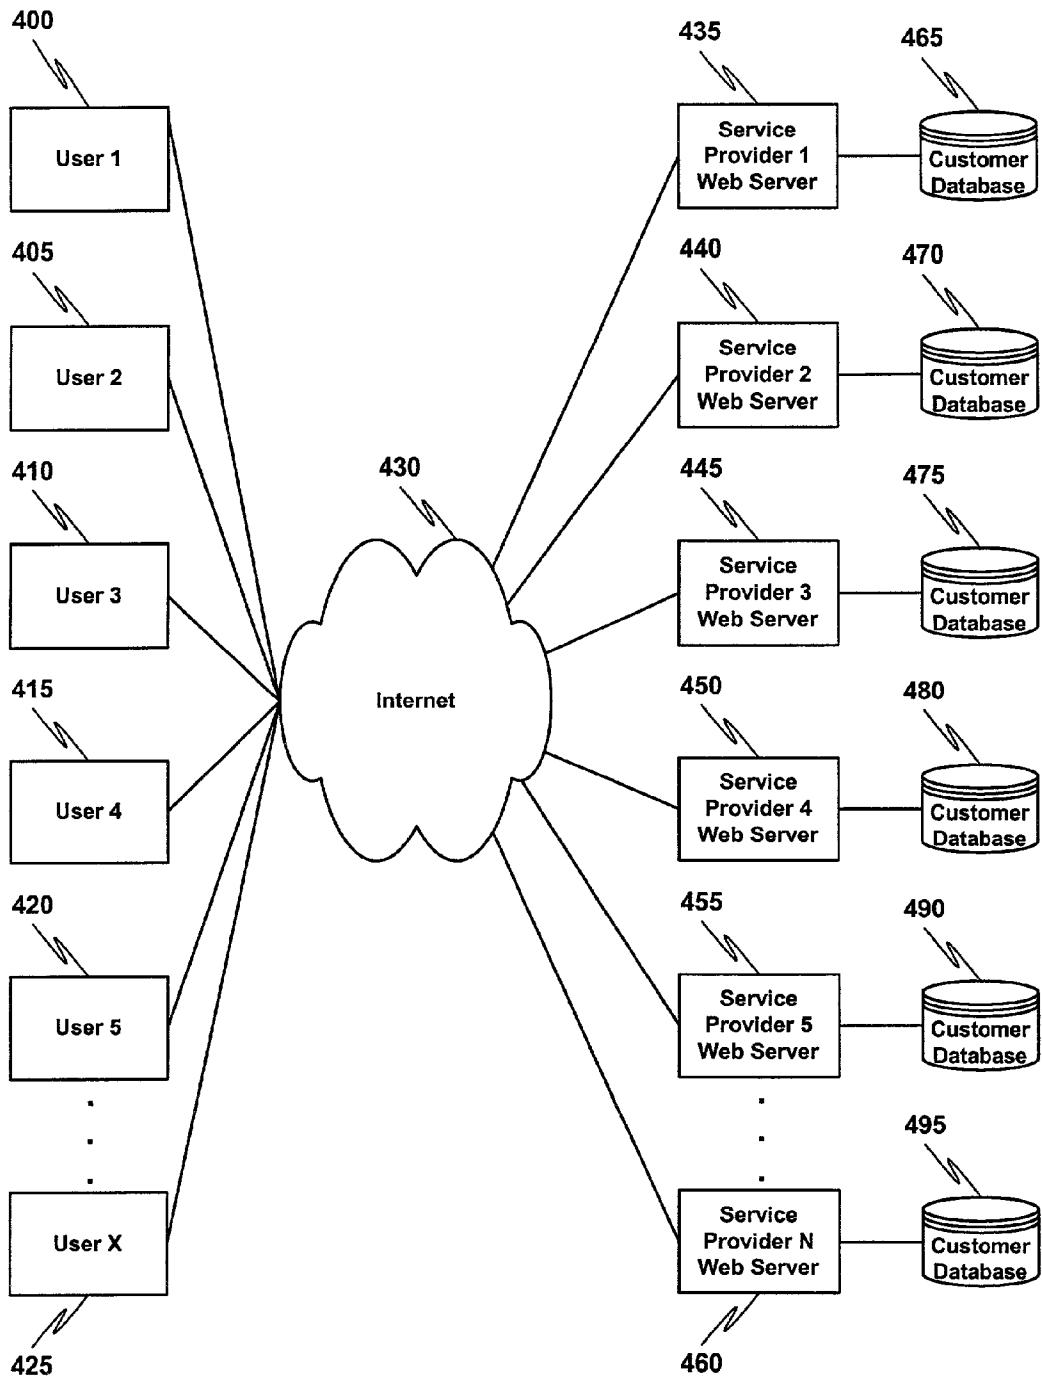 400
435
465
User 1
Service
Provider 1
Web Server
Customer
Database
405
440
470
User 2
Service
Provider 2
Web Server
Customer
Database
410
430
445
475
User 3
Service
Provider 3
Web Server
Customer
Database
415
Internet
450
480
User 4
Service
Provider 4
Web Server
Customer
Database
420
455
490
User 5
Service
Provider 5
Web Server
Customer
Database
495
User X
Service
Provider N
Web Server
Customer
Database
425
460